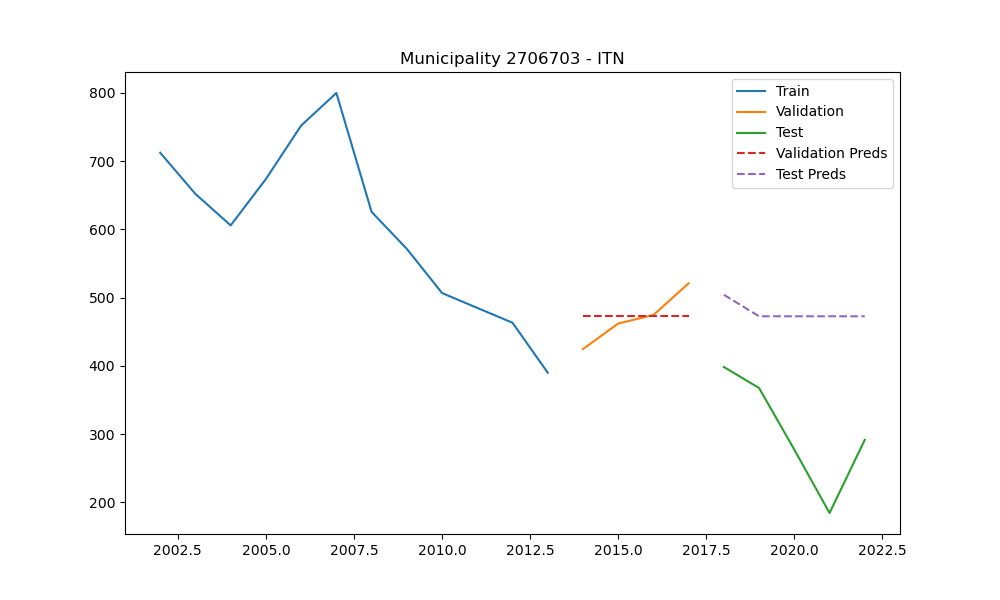 Municipality 2706703 - ITN
800
700
600
500
400
300
200
Train
Validation
Test
Validation Preds
Test Preds
2002.5 2005.0 2007.5 2010.0 2012.5 2015.0 2017.5 2020.0 2022.5